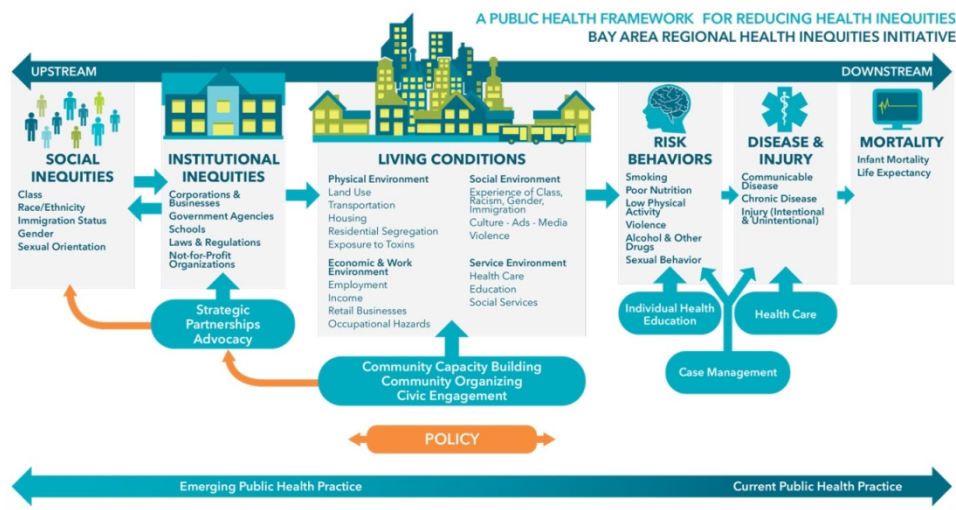 A PUBLIC HEALTH FRAMEWORK FOR REDUCING HEALTH INEQUITIES
BAY AREA REGIONAL HEALTH INEQUITIES INITIATIVE
UPSTREAM
DOWNSTREAM
SOCIAL
INEQUITIES
Class
Race/Ethnicity
Immigration Status
Gender
Sexual Orientation
INSTITUTIONAL
INEQUITIES
Corporations &
Businesses
Government Agencies
Schools
Laws & Regulations
Not-for-Profit
Organizations
LIVING CONDITIONS
Physical Environment
Land Use
Transportation
Housing
Residential Segregation
Exposure to Toxins
Economic & Work
Environment
Employment
Income
Retail Businesses
Occupational Hazards
Social Environment
Experience of Class,
Racism, Gender,
Immigration
Culture - Ads - Media
Violence
Service Environment
Health Care
Education
Social Services
RISK
BEHAVIORS
Smoking
Poor Nutrition
Low Physical
Activity
Violence
Alcohol & Other
Drugs
Sexual Behavior
DISEASE &
INJURY
Communicable
Disease
Chronic Disease
Injury (Intentional
& Unintentional)
MORTALITY
Infant Mortality
Life Expectancy
Strategic
Partnerships
Advocacy
Community Capacity Building
Community Organizing
Civic Engagement
Individual Health
Education
Health Care
Case Management
POLICY
Emerging Public Health Practice
Current Public Health Practice